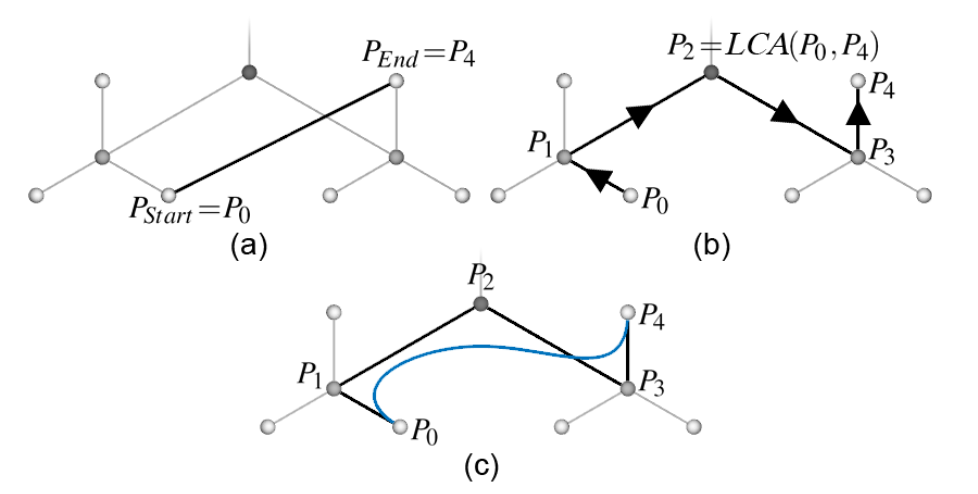 P_End=P_4
P_Start=P_0
(a)
P_2=LCA(P_0,P_4)
P_4
P_1
P_3
P_0
(b)
P_2
P_4
P_1
P_3
P_0
(c)